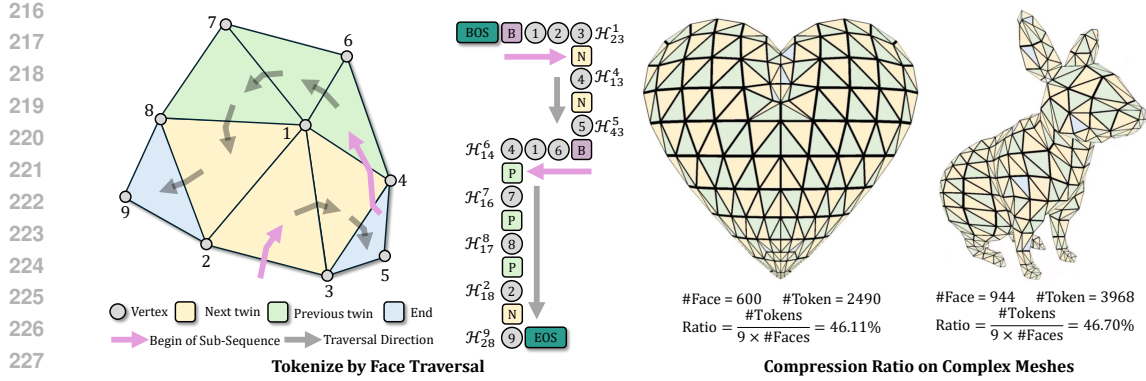 216
217
218
219
220
221
222
223
224
225
226
227
7
6
8
1
4
9
2
5
3
Vertex Next twin Previous twin End
Begin of Sub-Sequence Traversal Direction
Tokenize by Face Traversal
BOS B 1 2 3 ℋ¹₂₃
N
4 ℋ⁴₁₃
N
5 ℋ⁵₄₃
ℋ⁶₁₄ 4 1 6 B
P
ℋ⁷₁₆ 7
P
ℋ⁸₁₇ 8
P
ℋ²₁₈ 2
N
ℋ⁹₂₈ 9 EOS
#Face = 600 #Token = 2490
Ratio = #Tokens / 9 × #Faces = 46.11%
#Face = 944 #Token = 3968
Ratio = #Tokens / 9 × #Faces = 46.70%
Compression Ratio on Complex Meshes